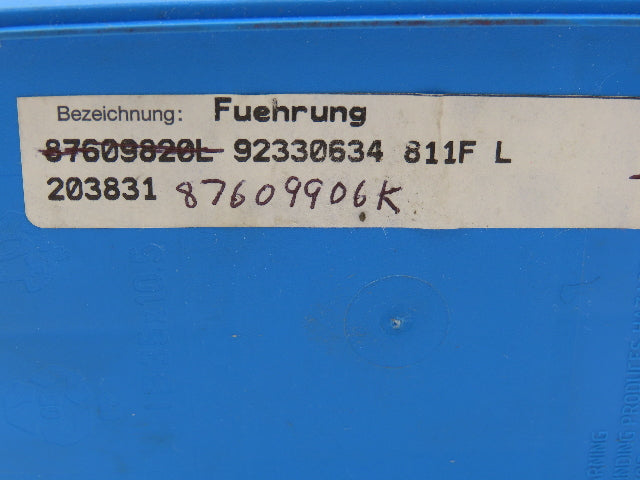 Bezeichnung: Fuehrung
87609820L 92330634 811F L
203831 87609906K